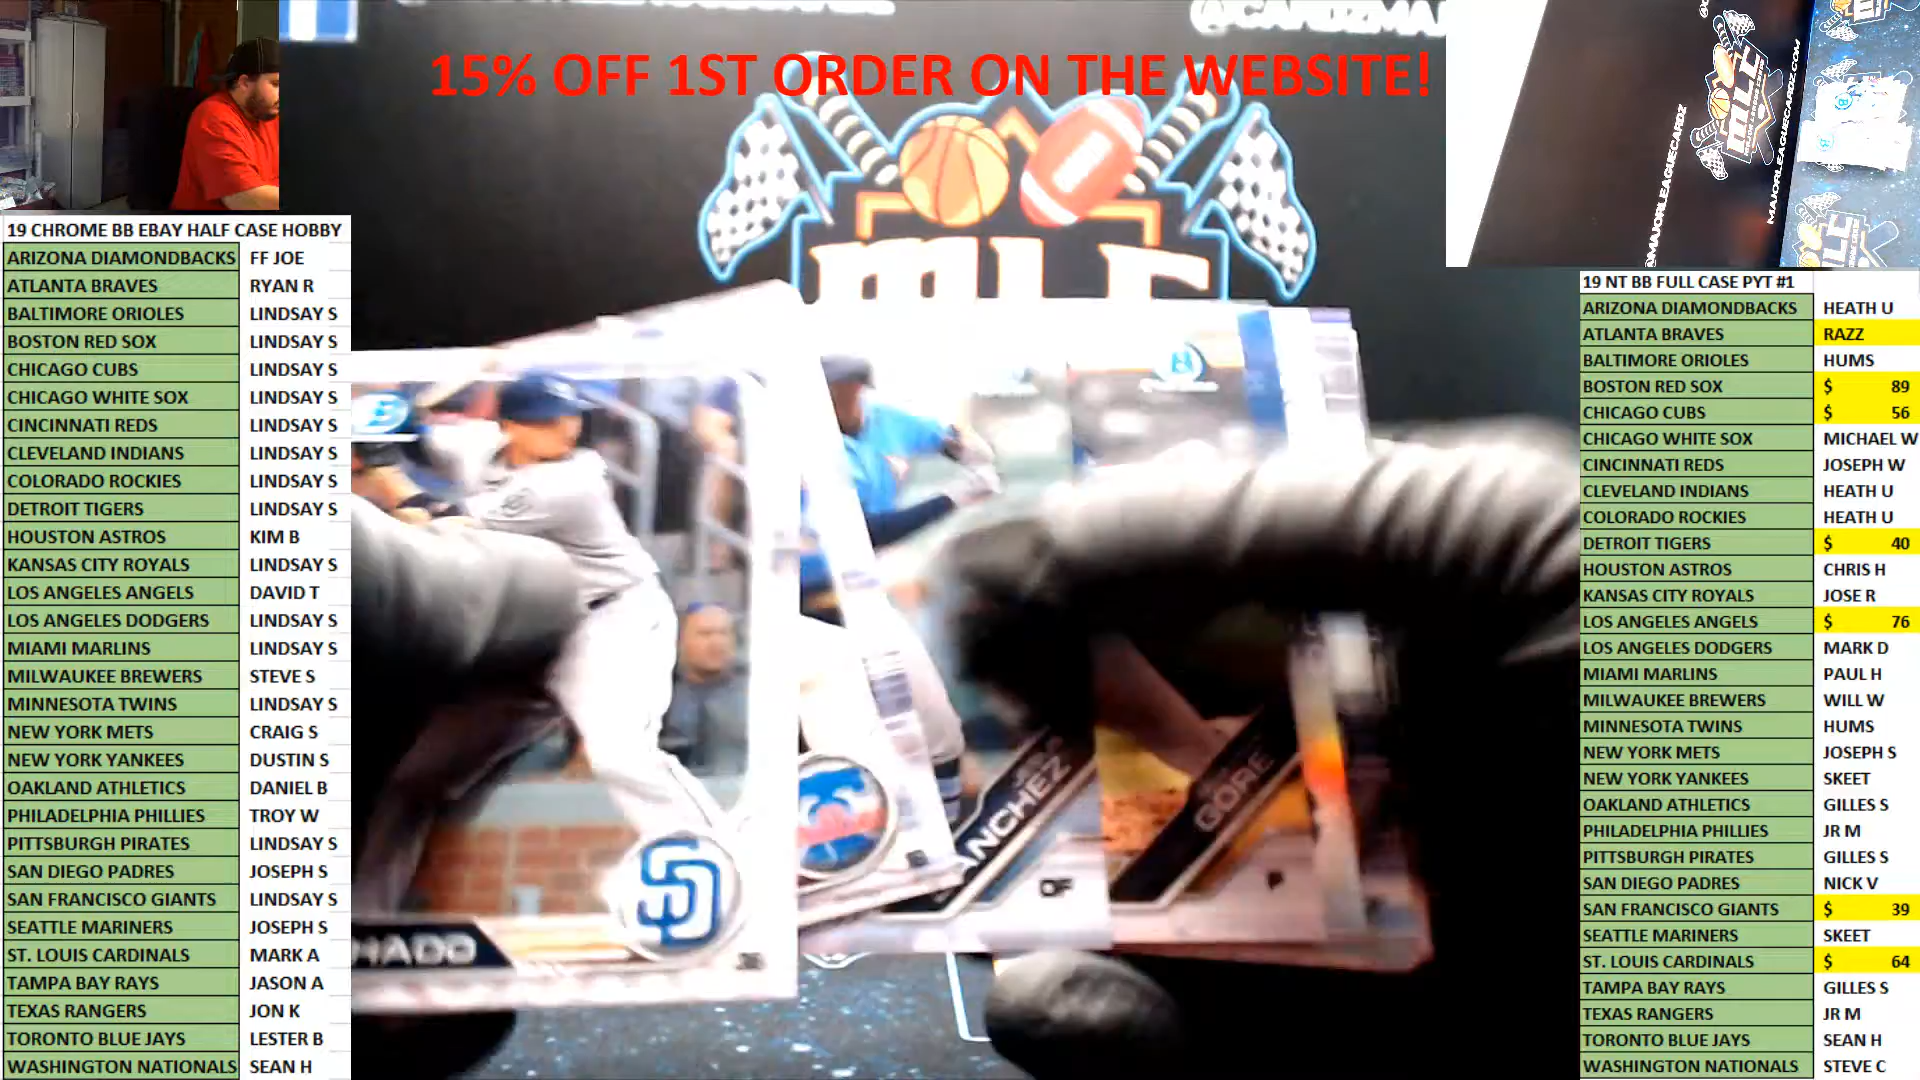 @CARDZMA
15% OFF 1ST ORDER ON THE WEBSITE!
MLC
@MAJORLEAGUECARDZ
MAJORLEAGUECARDZ.COM
MLC
19 CHROME BB EBAY HALF CASE HOBBY
ARIZONA DIAMONDBACKS FF JOE
ATLANTA BRAVES RYAN R
BALTIMORE ORIOLES LINDSAY S
BOSTON RED SOX LINDSAY S
CHICAGO CUBS LINDSAY S
CHICAGO WHITE SOX LINDSAY S
CINCINNATI REDS LINDSAY S
CLEVELAND INDIANS LINDSAY S
COLORADO ROCKIES LINDSAY S
DETROIT TIGERS LINDSAY S
HOUSTON ASTROS KIM B
KANSAS CITY ROYALS LINDSAY S
LOS ANGELES ANGELS DAVID T
LOS ANGELES DODGERS LINDSAY S
MIAMI MARLINS LINDSAY S
MILWAUKEE BREWERS STEVE S
MINNESOTA TWINS LINDSAY S
NEW YORK METS CRAIG S
NEW YORK YANKEES DUSTIN S
OAKLAND ATHLETICS DANIEL B
PHILADELPHIA PHILLIES TROY W
PITTSBURGH PIRATES LINDSAY S
SAN DIEGO PADRES JOSEPH S
SAN FRANCISCO GIANTS LINDSAY S
SEATTLE MARINERS JOSEPH S
ST. LOUIS CARDINALS MARK A
TAMPA BAY RAYS JASON A
TEXAS RANGERS JON K
TORONTO BLUE JAYS LESTER B
WASHINGTON NATIONALS SEAN H
HADO
SD
ANCHEZ
OF
GORE
P
19 NT BB FULL CASE PYT #1
ARIZONA DIAMONDBACKS HEATH U
ATLANTA BRAVES RAZZ
BALTIMORE ORIOLES HUMS
BOSTON RED SOX $ 89
CHICAGO CUBS $ 56
CHICAGO WHITE SOX MICHAEL W
CINCINNATI REDS JOSEPH W
CLEVELAND INDIANS HEATH U
COLORADO ROCKIES HEATH U
DETROIT TIGERS $ 40
HOUSTON ASTROS CHRIS H
KANSAS CITY ROYALS JOSE R
LOS ANGELES ANGELS $ 76
LOS ANGELES DODGERS MARK D
MIAMI MARLINS PAUL H
MILWAUKEE BREWERS WILL W
MINNESOTA TWINS HUMS
NEW YORK METS JOSEPH S
NEW YORK YANKEES SKEET
OAKLAND ATHLETICS GILLES S
PHILADELPHIA PHILLIES JR M
PITTSBURGH PIRATES GILLES S
SAN DIEGO PADRES NICK V
SAN FRANCISCO GIANTS $ 39
SEATTLE MARINERS SKEET
ST. LOUIS CARDINALS $ 64
TAMPA BAY RAYS GILLES S
TEXAS RANGERS JR M
TORONTO BLUE JAYS SEAN H
WASHINGTON NATIONALS STEVE C